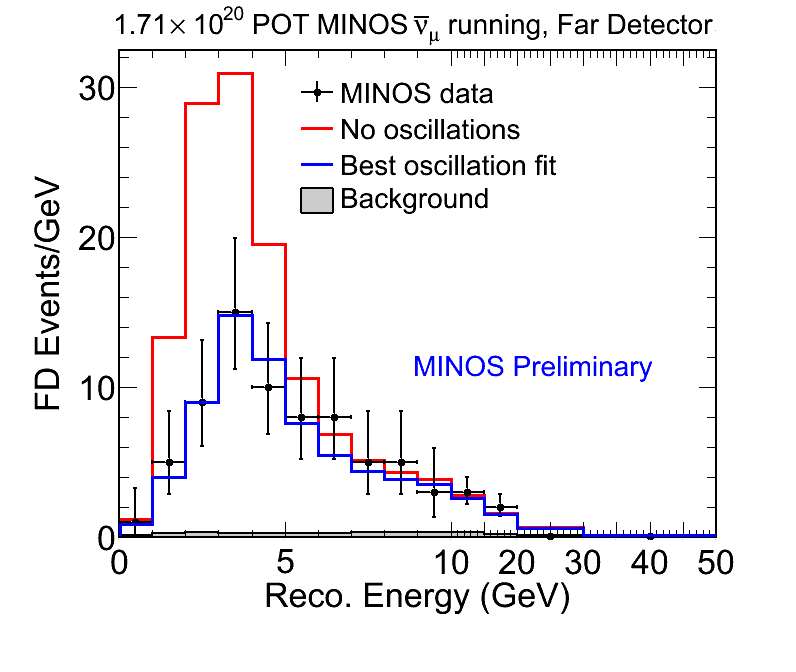 1.71× 10²⁰ POT MINOS ν̅μ running, Far Detector
MINOS data
No oscillations
Best oscillation fit
Background
MINOS Preliminary
FD Events/GeV
30
20
10
0
0 5 10 20 30 40 50
Reco. Energy (GeV)